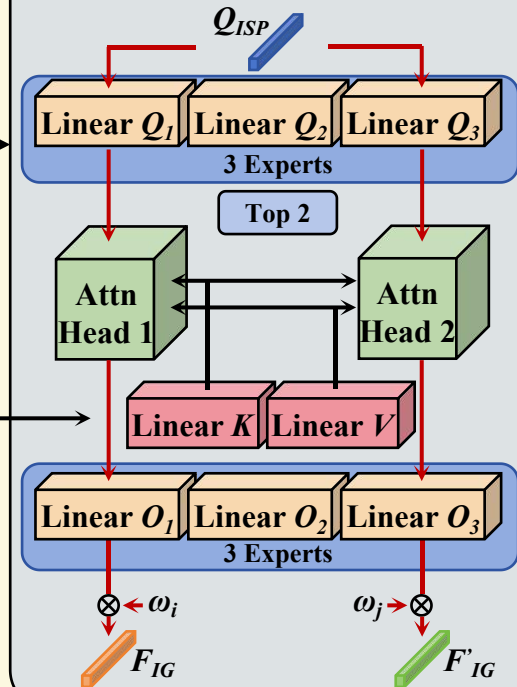 Q_ISP
Linear Q_1 Linear Q_2 Linear Q_3
3 Experts
Top 2
Attn Head 1
Attn Head 2
Linear K Linear V
Linear O_1 Linear O_2 Linear O_3
3 Experts
ω_i ω_j
F_IG F'_IG